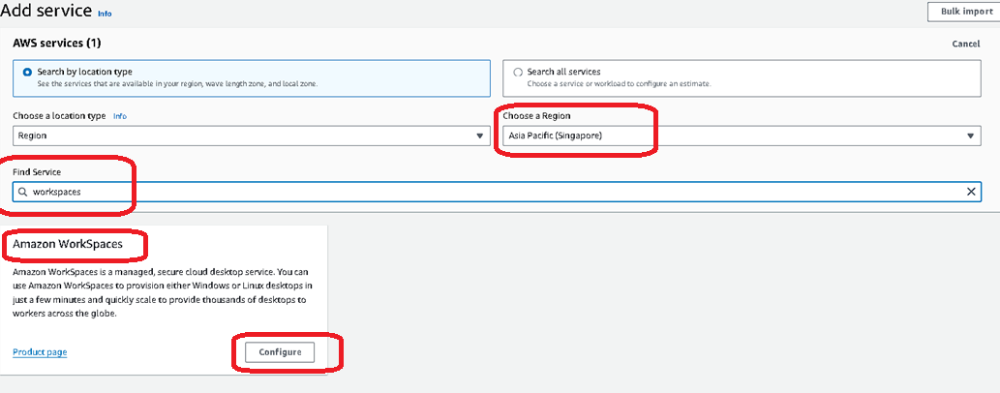 Add service Info
Bulk import
AWS services (1)
Cancel
Search by location type
See the services that are available in your region, wave length zone, and local zone.
Search all services
Choose a service or workload to configure an estimate.
Choose a location type Info
Region
Choose a Region
Asia Pacific (Singapore)
Find Service
workspaces
Amazon WorkSpaces
Amazon WorkSpaces is a managed, secure cloud desktop service. You can
use Amazon WorkSpaces to provision either Windows or Linux desktops in
just a few minutes and quickly scale to provide thousands of desktops to
workers across the globe.
Product page
Configure